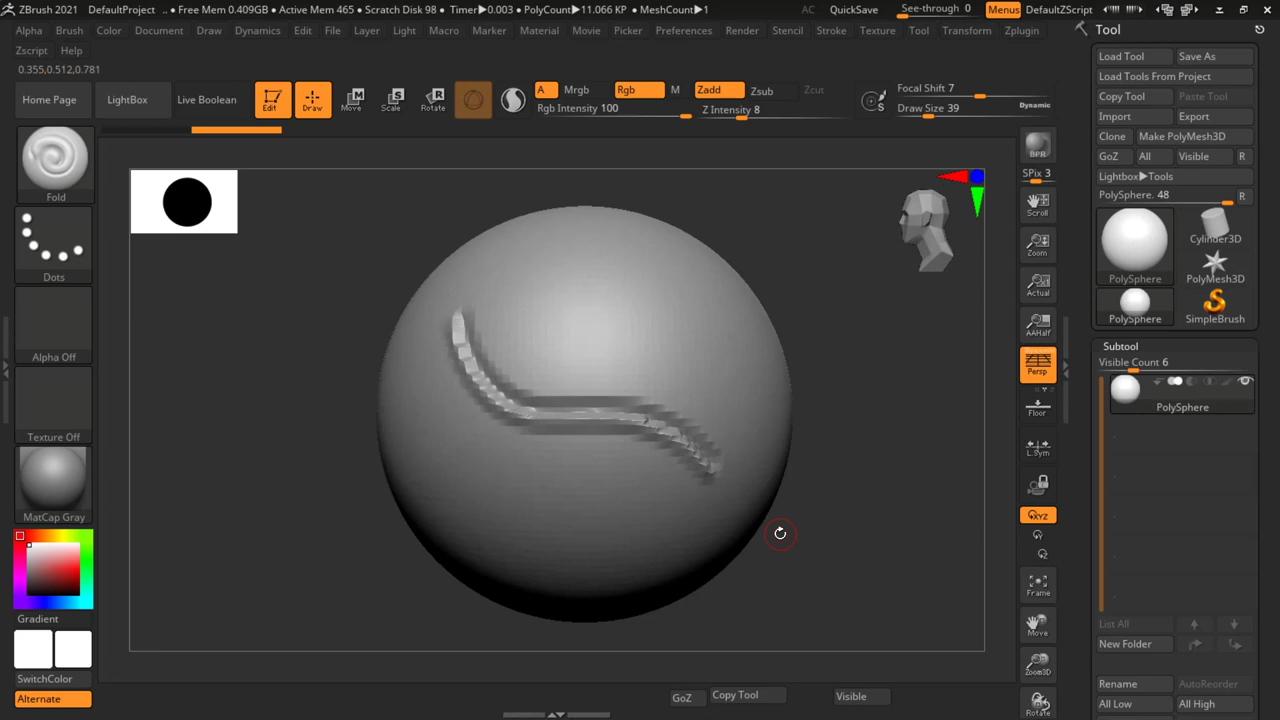 ZBrush 2021 DefaultProject .. • Free Mem 0.409GB • Active Mem 465 • Scratch Disk 98 • Timer▶0.003 • PolyCount▶11.066 KP • MeshCount▶1 AC QuickSave See-through 0 Menus DefaultZScript
Alpha Brush Color Document Draw Dynamics Edit File Layer Light Macro Marker Material Movie Picker Preferences Render Stencil Stroke Texture Tool Transform Zplugin
Zscript Help
0.355,0.512,0.781
Home Page LightBox Live Boolean Edit Draw Move Scale Rotate
A Mrgb Rgb M Zadd Zsub Zcut
Rgb Intensity 100 Z Intensity 8
Focal Shift 7
Draw Size 39 Dynamic
Fold
Dots
Alpha Off
Texture Off
MatCap Gray
Gradient
SwitchColor
Alternate
BPR
SPix 3
Scroll
Zoom
Actual
AAHalf
Persp
Floor
L.Sym
XYZ
Frame
Move
Zoom3D
Rotate
Tool
Load Tool Save As
Load Tools From Project
Copy Tool Paste Tool
Import Export
Clone Make PolyMesh3D
GoZ All Visible R
Lightbox▶Tools
PolySphere. 48 R
PolySphere Cylinder3D
PolyMesh3D
PolySphere SimpleBrush
Subtool
Visible Count 6
PolySphere
List All
New Folder
Rename AutoReorder
All Low All High
GoZ Copy Tool Visible